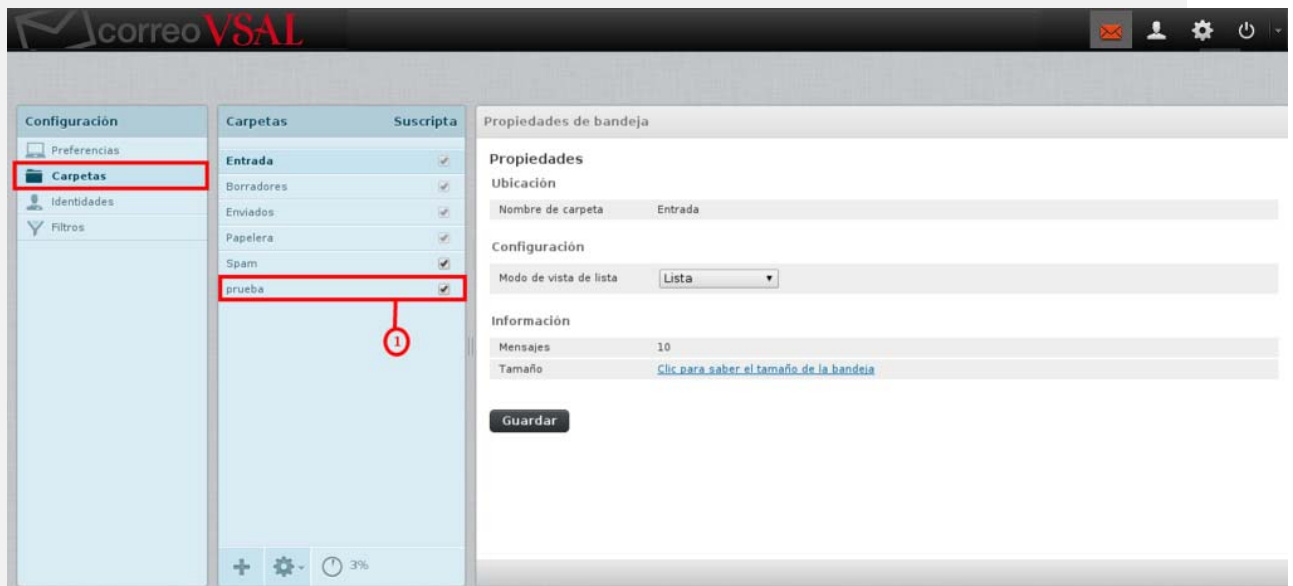 correo VSAL
Configuración
Preferencias
Carpetas
Identidades
Filtros
Carpetas Suscripta
Entrada
Borradores
Enviados
Papelera
Spam
prueba
1
3%
Propiedades de bandeja
Propiedades
Ubicación
Nombre de carpeta Entrada
Configuración
Modo de vista de lista Lista
Información
Mensajes 10
Tamaño Clic para saber el tamaño de la bandeja
Guardar